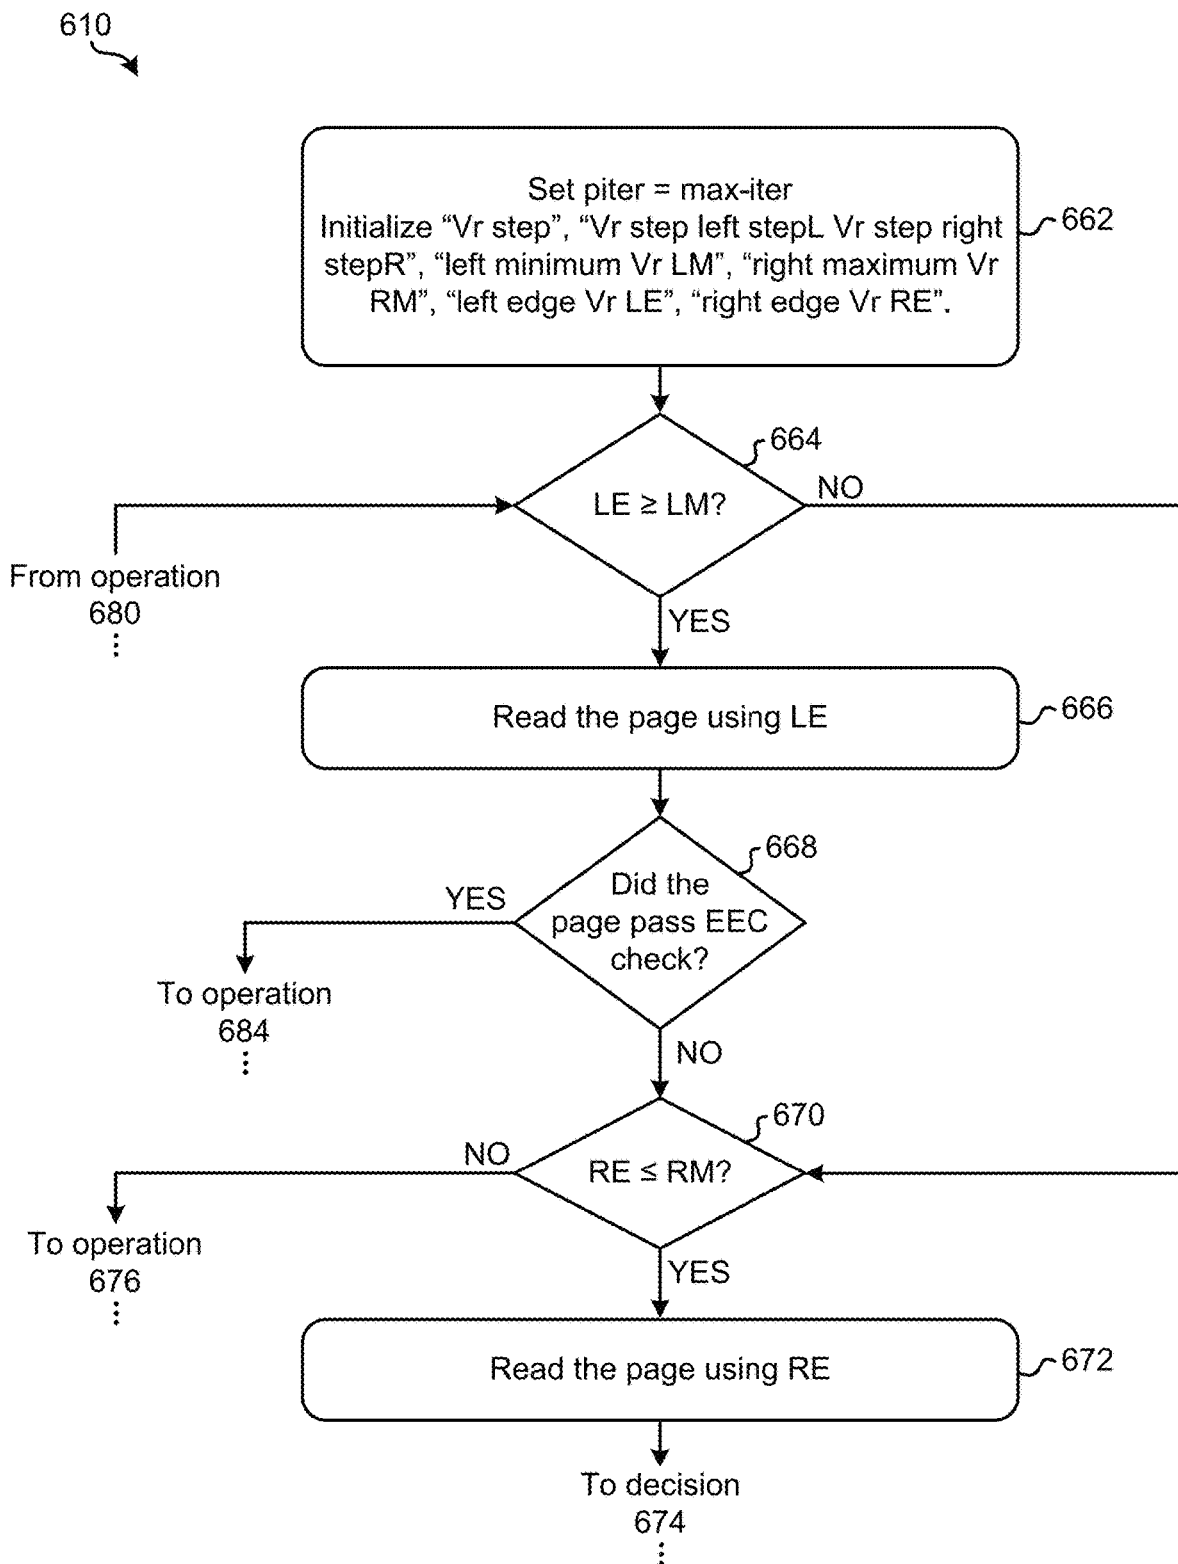 610
Set piter = max-iter
Initialize “Vr step”, “Vr step left stepL Vr step right
stepR”, “left minimum Vr LM”, “right maximum Vr
RM”, “left edge Vr LE”, “right edge Vr RE”.
662
664
LE ≥ LM?
NO
From operation
680
⋮
YES
Read the page using LE
666
668
YES
Did the
page pass EEC
check?
To operation
684
⋮
NO
670
NO
RE ≤ RM?
To operation
676
⋮
YES
Read the page using RE
672
To decision
674
⋮